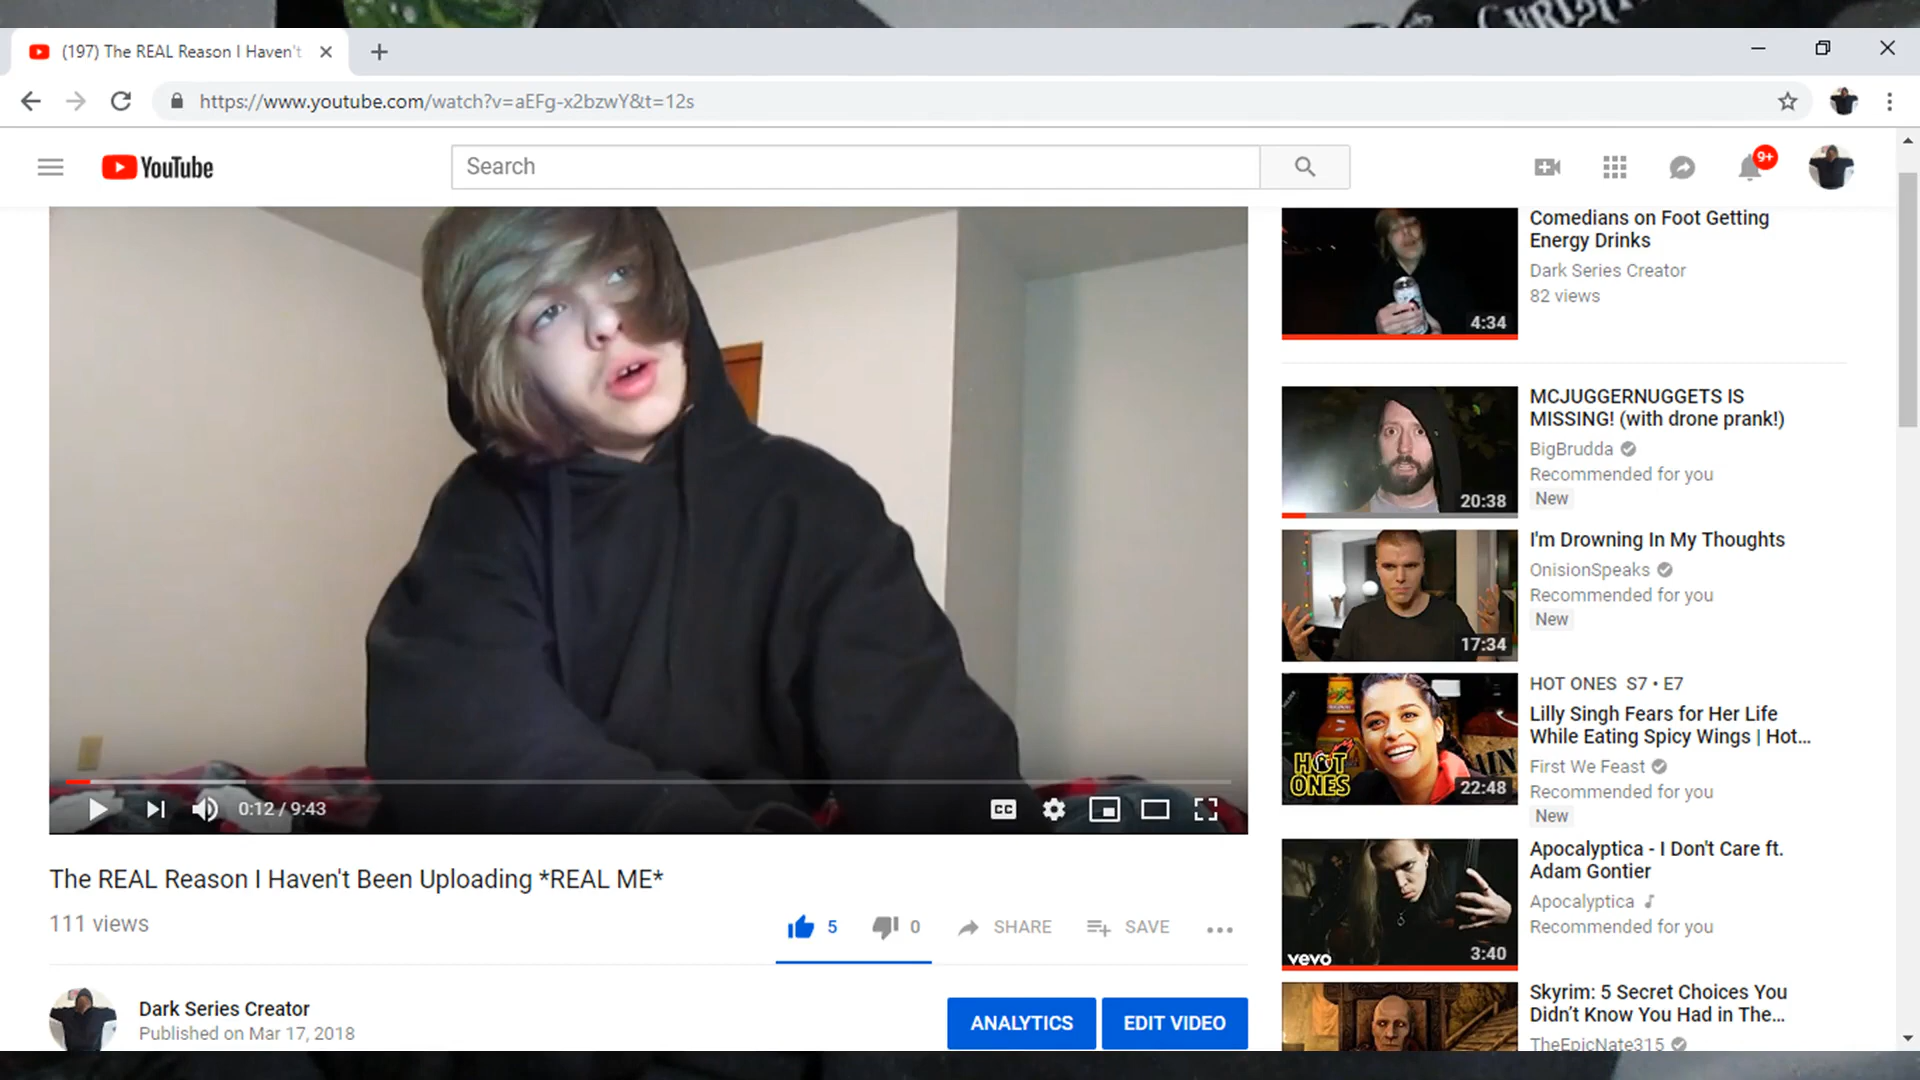 CHRIST
(197) The REAL Reason I Haven't
https://www.youtube.com/watch?v=aEFg-x2bzwY&t=12s
YouTube
Search
9+
0:12 / 9:43
CC
The REAL Reason I Haven't Been Uploading *REAL ME*
111 views
5
0
SHARE
SAVE
Dark Series Creator
Published on Mar 17, 2018
ANALYTICS
EDIT VIDEO
4:34
Comedians on Foot Getting
Energy Drinks
Dark Series Creator
82 views
20:38
MCJUGGERNUGGETS IS
MISSING! (with drone prank!)
BigBrudda
Recommended for you
New
17:34
I'm Drowning In My Thoughts
OnisionSpeaks
Recommended for you
New
HOT
ONES
22:48
HOT ONES S7 • E7
Lilly Singh Fears for Her Life
While Eating Spicy Wings | Hot...
First We Feast
Recommended for you
New
vevo
3:40
Apocalyptica - I Don't Care ft.
Adam Gontier
Apocalyptica
Recommended for you
Skyrim: 5 Secret Choices You
Didn't Know You Had in The...
TheEpicNate315